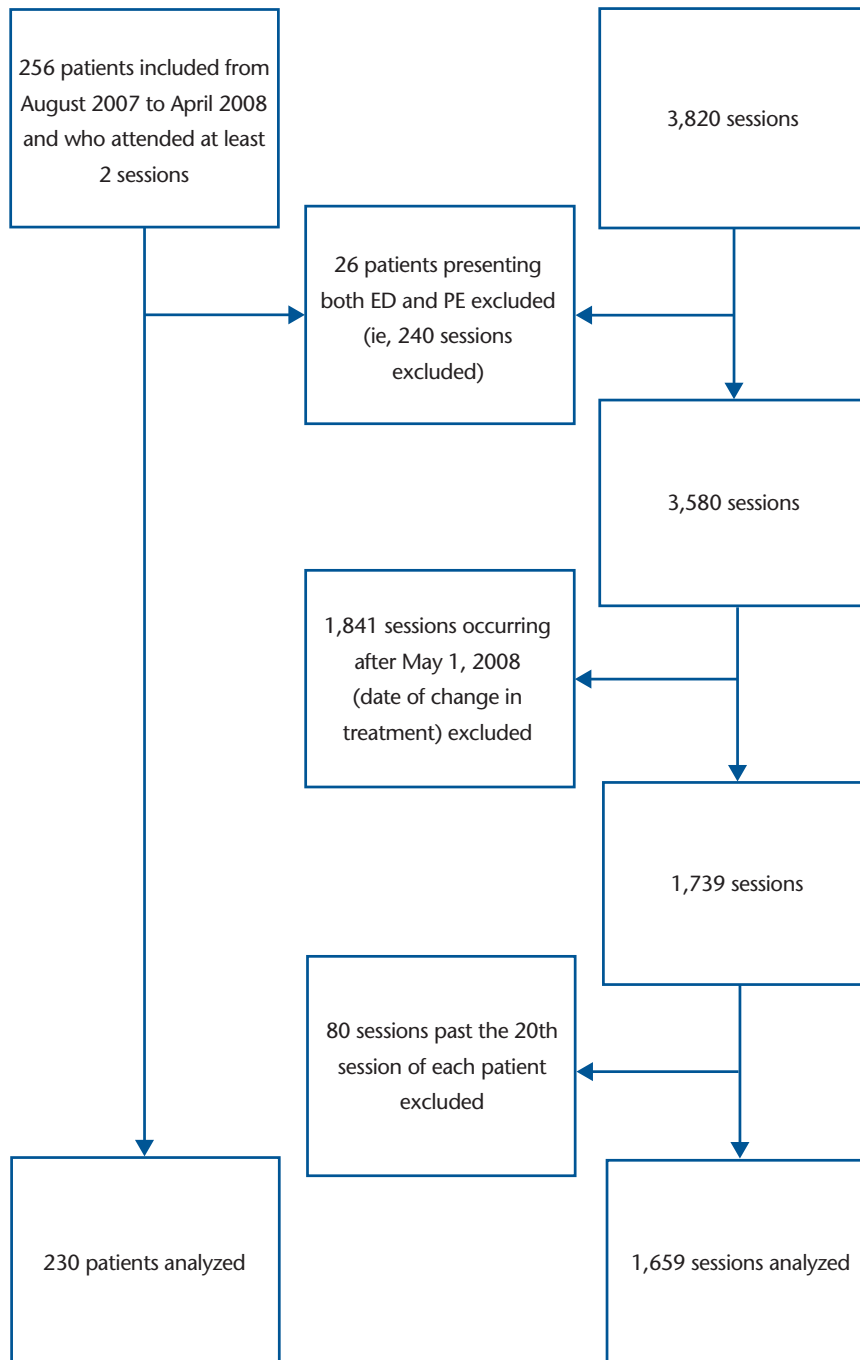 256 patients included from
August 2007 to April 2008
and who attended at least
2 sessions
3,820 sessions
26 patients presenting
both ED and PE excluded
(ie, 240 sessions
excluded)
3,580 sessions
1,841 sessions occurring
after May 1, 2008
(date of change in
treatment) excluded
1,739 sessions
80 sessions past the 20th
session of each patient
excluded
230 patients analyzed
1,659 sessions analyzed